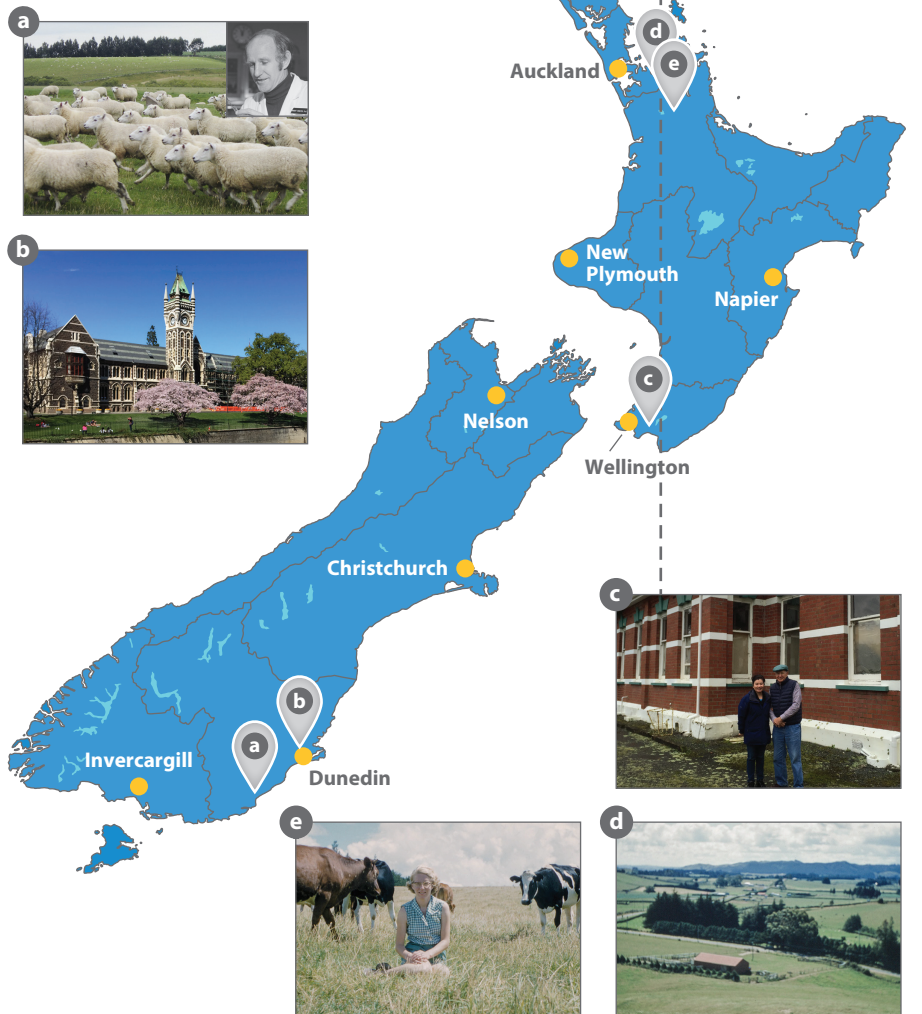 a
d
e
Auckland
b
New
Plymouth
Napier
c
Nelson
Wellington
Christchurch
c
b
a
Invercargill
Dunedin
e
d